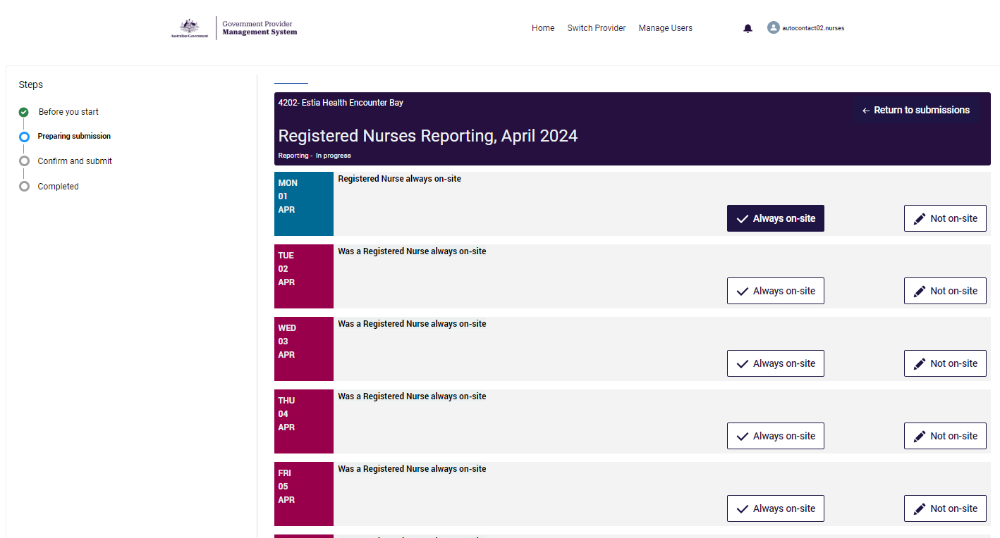 Australian Government
Government Provider
Management System
Home Switch Provider Manage Users
autocontact02.nurses
Steps
Before you start
Preparing submission
Confirm and submit
Completed
4202- Estia Health Encounter Bay
← Return to submissions
Registered Nurses Reporting, April 2024
Reporting - In progress
MON
01
APR
Registered Nurse always on-site
Always on-site Not on-site
TUE
02
APR
Was a Registered Nurse always on-site
Always on-site Not on-site
WED
03
APR
Was a Registered Nurse always on-site
Always on-site Not on-site
THU
04
APR
Was a Registered Nurse always on-site
Always on-site Not on-site
FRI
05
APR
Was a Registered Nurse always on-site
Always on-site Not on-site